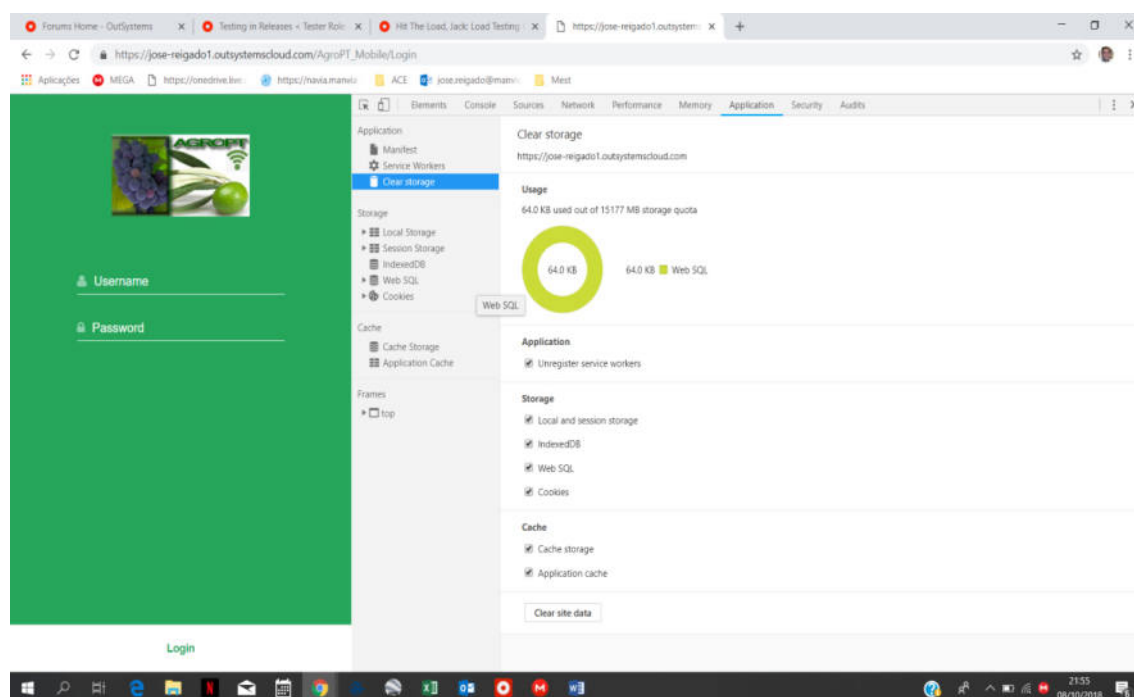 Forums Home - OutSystems
Testing in Releases < Tester Role
Hit The Load, Jack: Load Testing
https://jose-reigado1.outsystems
https://jose-reigado1.outsystemscloud.com/AgroPT_Mobile/Login
Aplicações MEGA https://onedrive.live. https://navia.manvia ACE jose.reigado@manvi Mest
Elements Console Sources Network Performance Memory Application Security Audits
AGROPT
Username
Password
Login
Application
Manifest
Service Workers
Clear storage
Storage
Local Storage
Session Storage
IndexedDB
Web SQL
Cookies
Web SQL
Cache
Cache Storage
Application Cache
Frames
top
Clear storage
https://jose-reigado1.outsystemscloud.com
Usage
64.0 KB used out of 15177 MB storage quota
64.0 KB
64.0 KB Web SQL
Application
Unregister service workers
Storage
Local and session storage
IndexedDB
Web SQL
Cookies
Cache
Cache storage
Application cache
Clear site data
21:55
08/10/2018